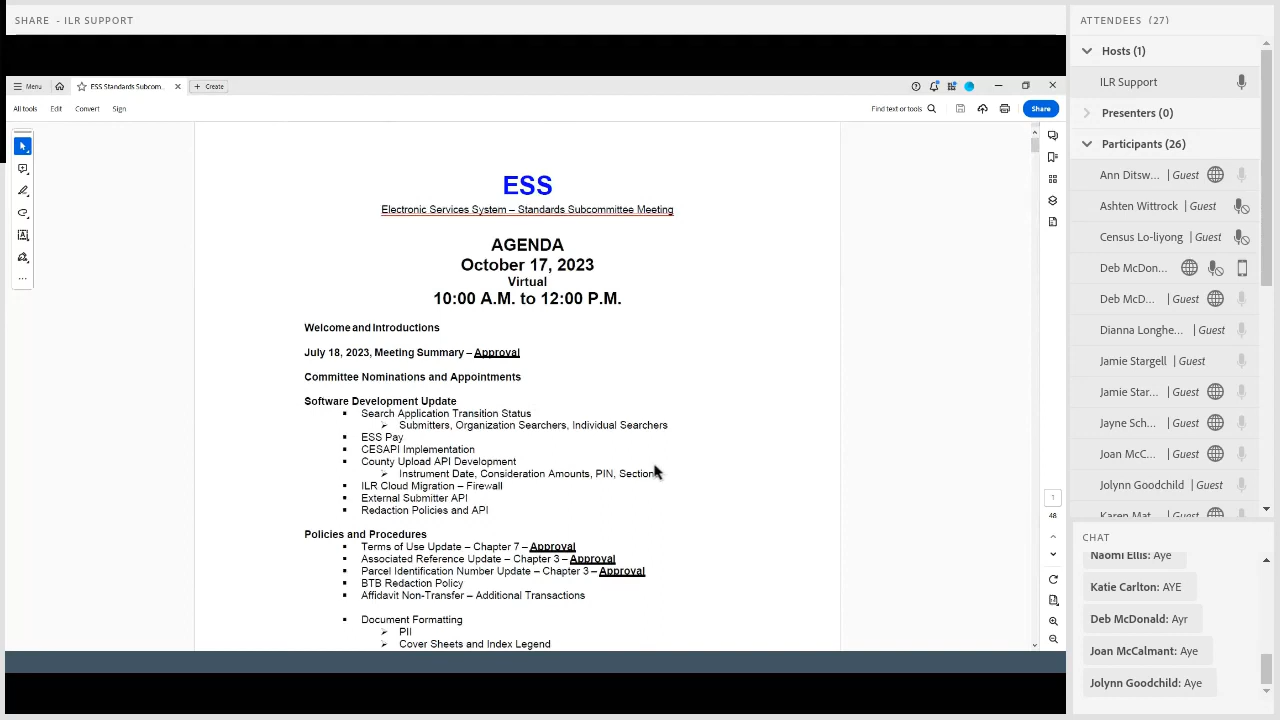 SHARE - ILR SUPPORT
Menu
ESS Standards Subcom...
Create
All tools
Edit
Convert
Sign
Find text or tools
Share
ESS
Electronic Services System – Standards Subcommittee Meeting
AGENDA
October 17, 2023
Virtual
10:00 A.M. to 12:00 P.M.
Welcome and Introductions
July 18, 2023, Meeting Summary – Approval
Committee Nominations and Appointments
Software Development Update
Search Application Transition Status
Submitters, Organization Searchers, Individual Searchers
ESS Pay
CESAPI Implementation
County Upload API Development
Instrument Date, Consideration Amounts, PIN, Section
ILR Cloud Migration – Firewall
External Submitter API
Redaction Policies and API
Policies and Procedures
Terms of Use Update – Chapter 7 – Approval
Associated Reference Update – Chapter 3 – Approval
Parcel Identification Number Update – Chapter 3 – Approval
BTB Redaction Policy
Affidavit Non-Transfer – Additional Transactions
Document Formatting
PII
Cover Sheets and Index Legend
1
48
ATTENDEES (27)
Hosts (1)
ILR Support
Presenters (0)
Participants (26)
Ann Ditsw... | Guest
Ashten Wittrock | Guest
Census Lo-liyong | Guest
Deb McDon...
Deb McD... | Guest
Dianna Longhe... | Guest
Jamie Stargell | Guest
Jamie Star... | Guest
Jayne Sch... | Guest
Joan McC... | Guest
Jolynn Goodchild | Guest
Karen Mat... | Guest
CHAT
Naomi Ellis: Aye
Katie Carlton: AYE
Deb McDonald: Ayr
Joan McCalmant: Aye
Jolynn Goodchild: Aye